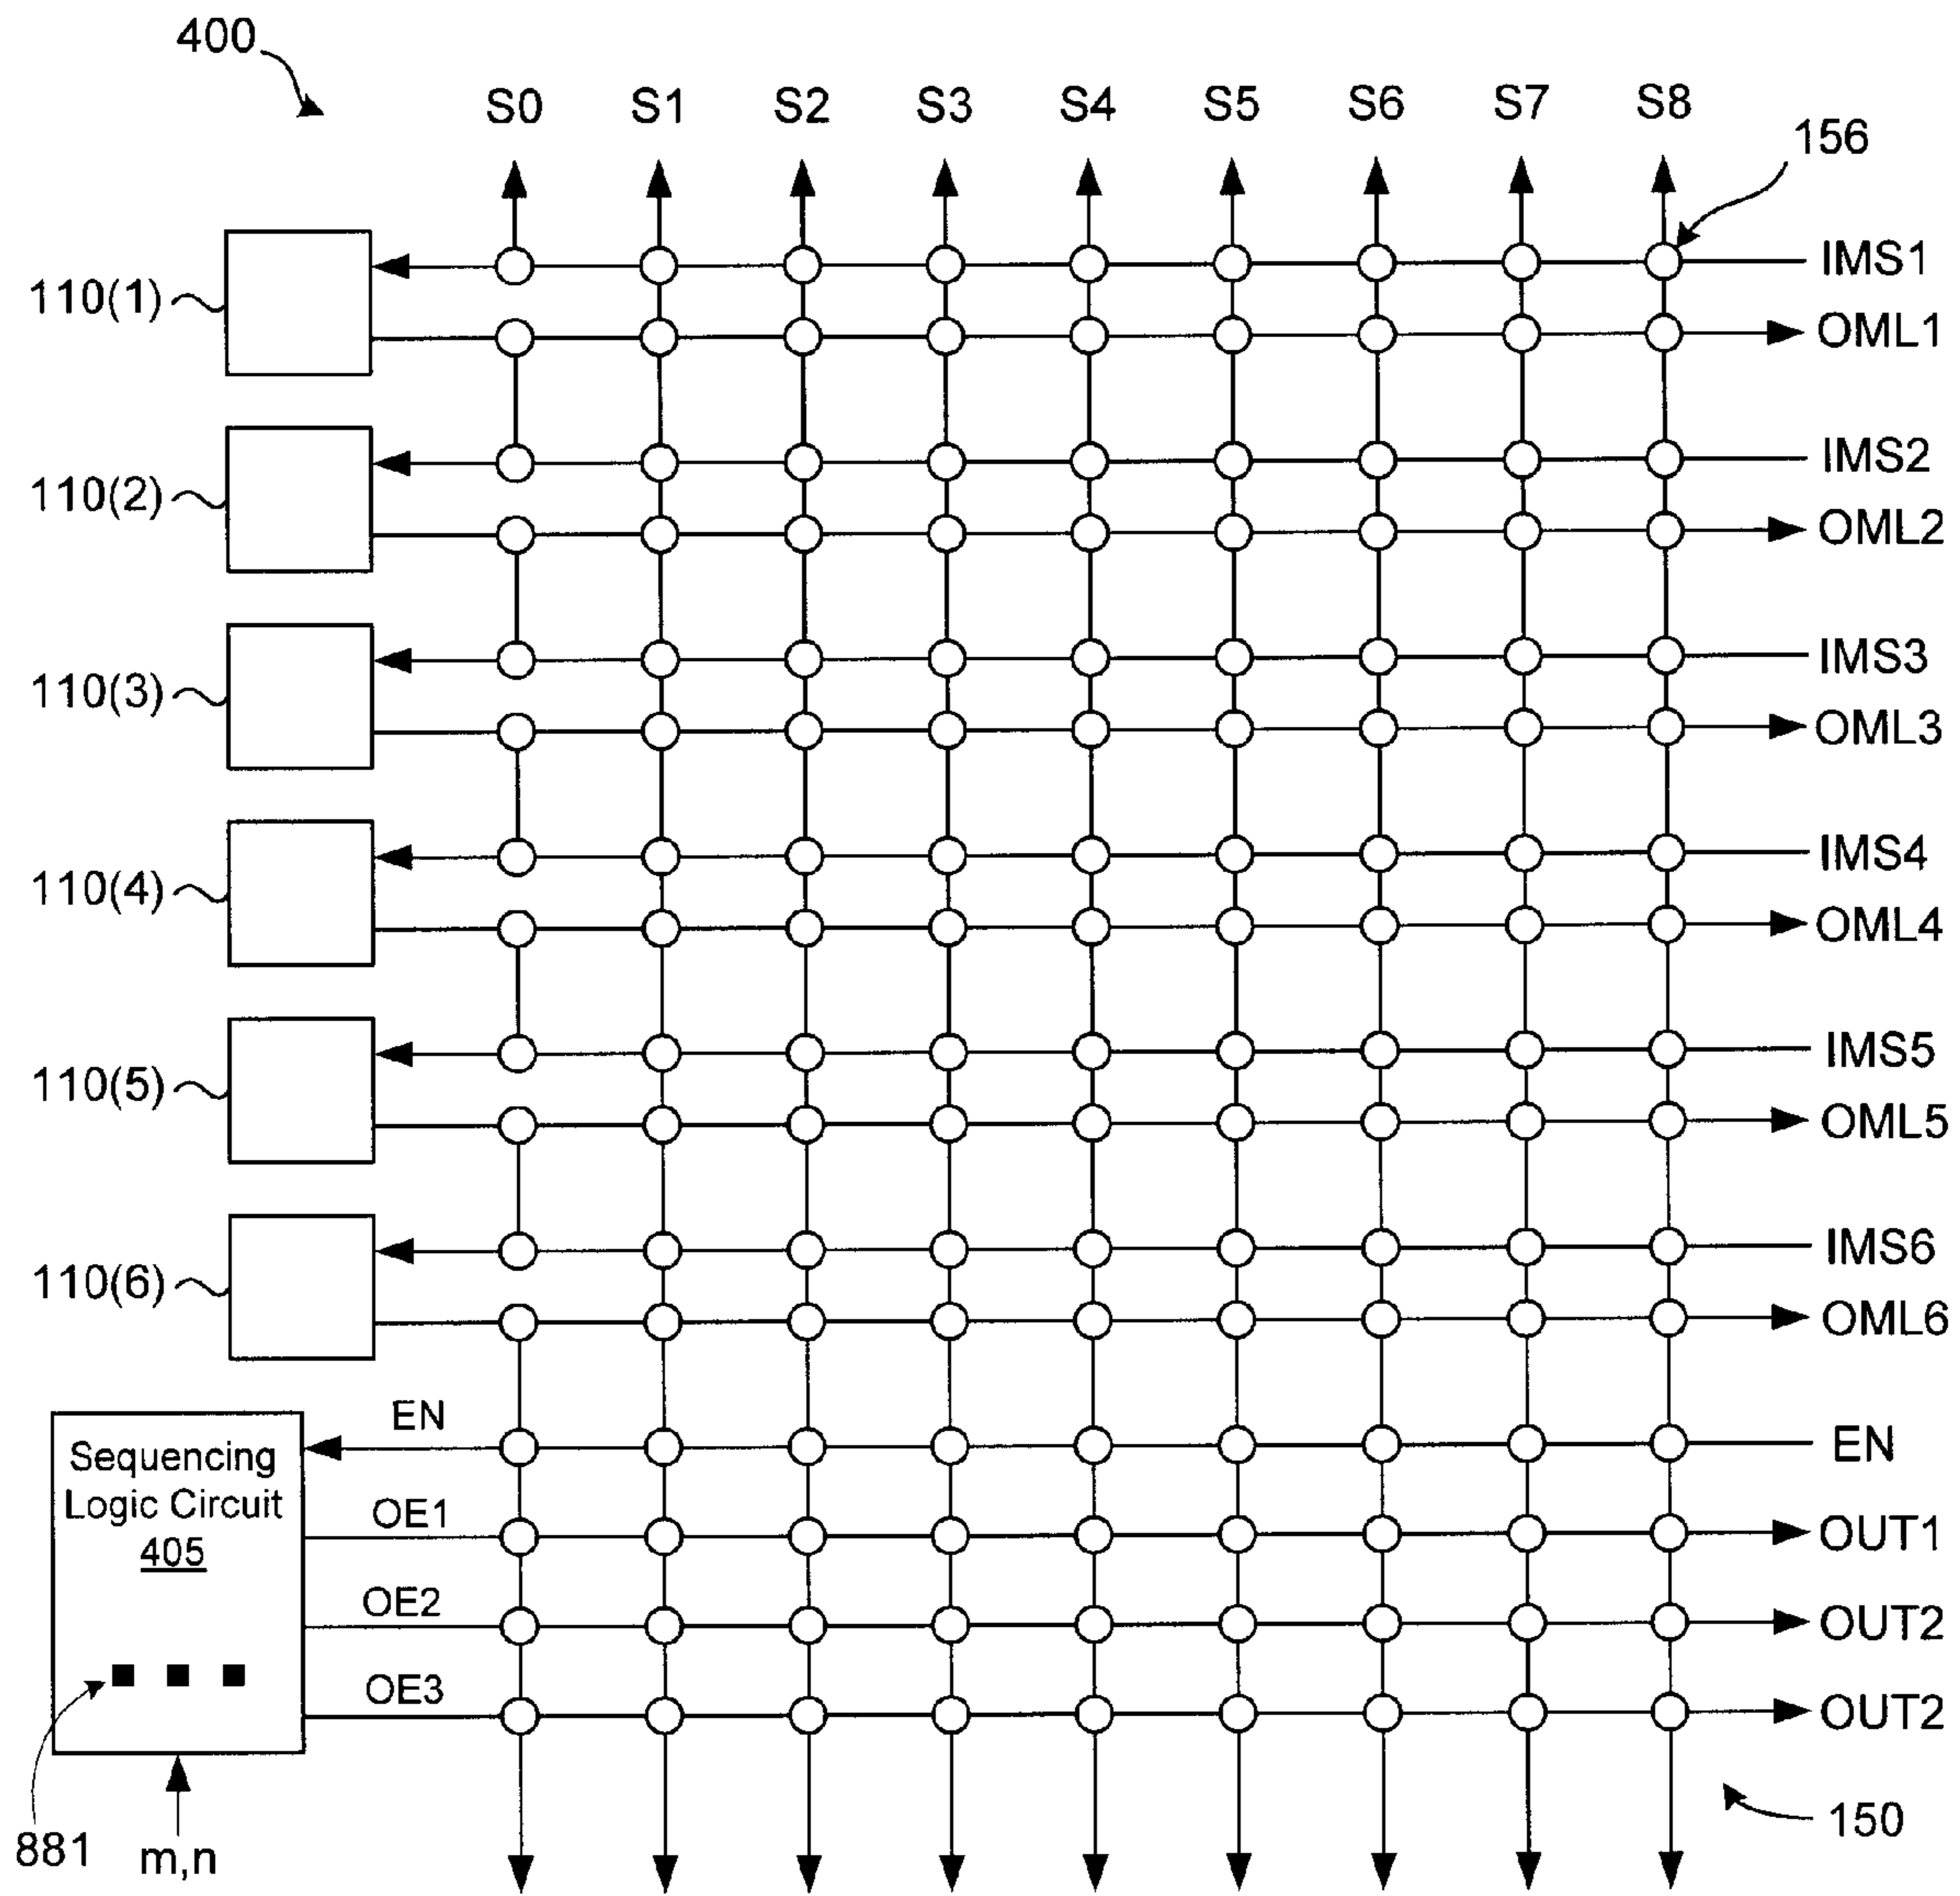 400
S0 S1 S2 S3 S4 S5 S6 S7 S8
156
110(1)
IMS1
OML1
110(2)
IMS2
OML2
110(3)
IMS3
OML3
110(4)
IMS4
OML4
110(5)
IMS5
OML5
110(6)
IMS6
OML6
Sequencing
Logic Circuit
405
EN
EN
OE1
OUT1
OE2
OUT2
OE3
OUT2
881
m,n
150